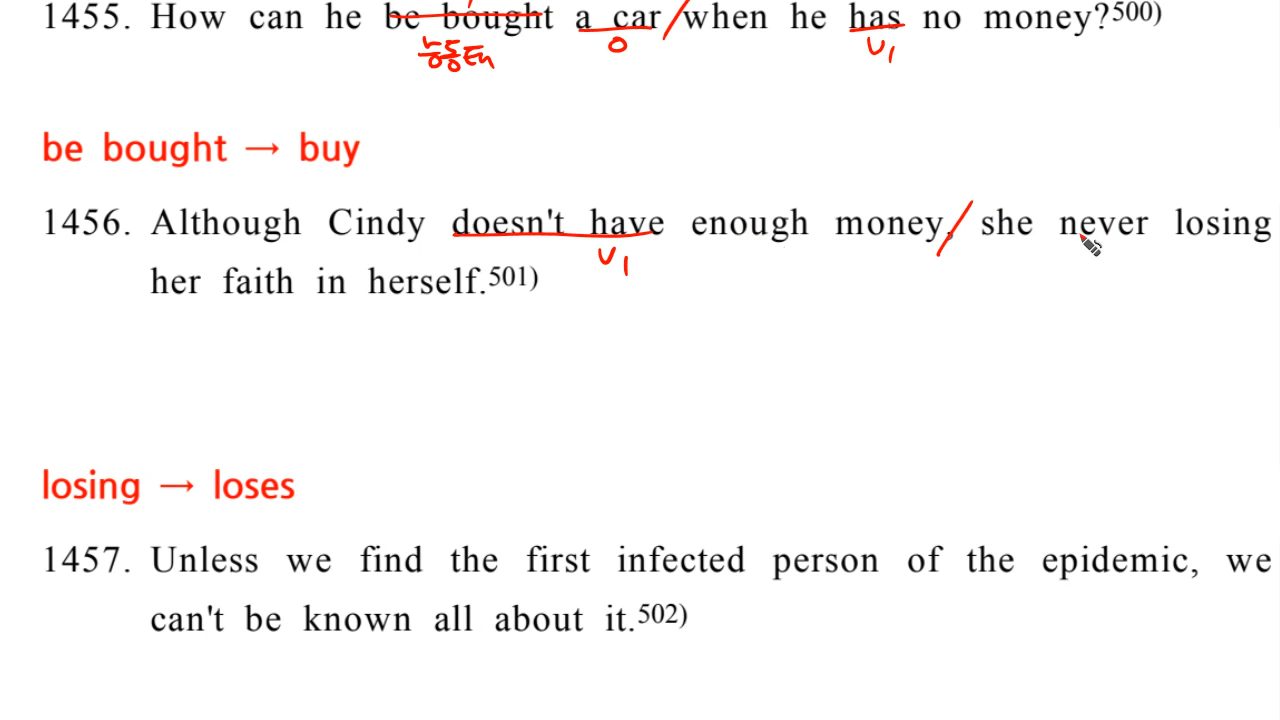 1455. How can he be bought a car / when he has no money?500)
능동태 O V1
be bought → buy
1456. Although Cindy doesn't have enough money, / she never losing
V1
her faith in herself.501)
losing → loses
1457. Unless we find the first infected person of the epidemic, we
can't be known all about it.502)